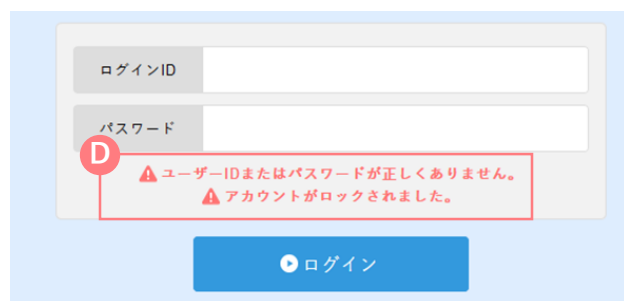 ログインID
パスワード
D
ユーザーIDまたはパスワードが正しくありません。
アカウントがロックされました。
ログイン